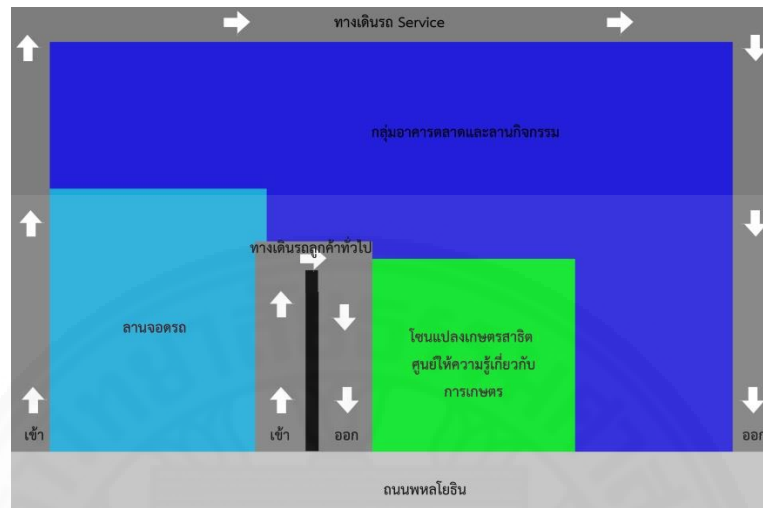 ทางเดินรถ Service
กลุ่มอาคารตลาดและลานกิจกรรม
ทางเดินรถลูกค้าทั่วไป
ลานจอดรถ
โซนแปลงเกษตรสาธิต
ศูนย์ให้ความรู้เกี่ยวกับ
การเกษตร
เข้า
เข้า
ออก
ออก
ถนนพหลโยธิน